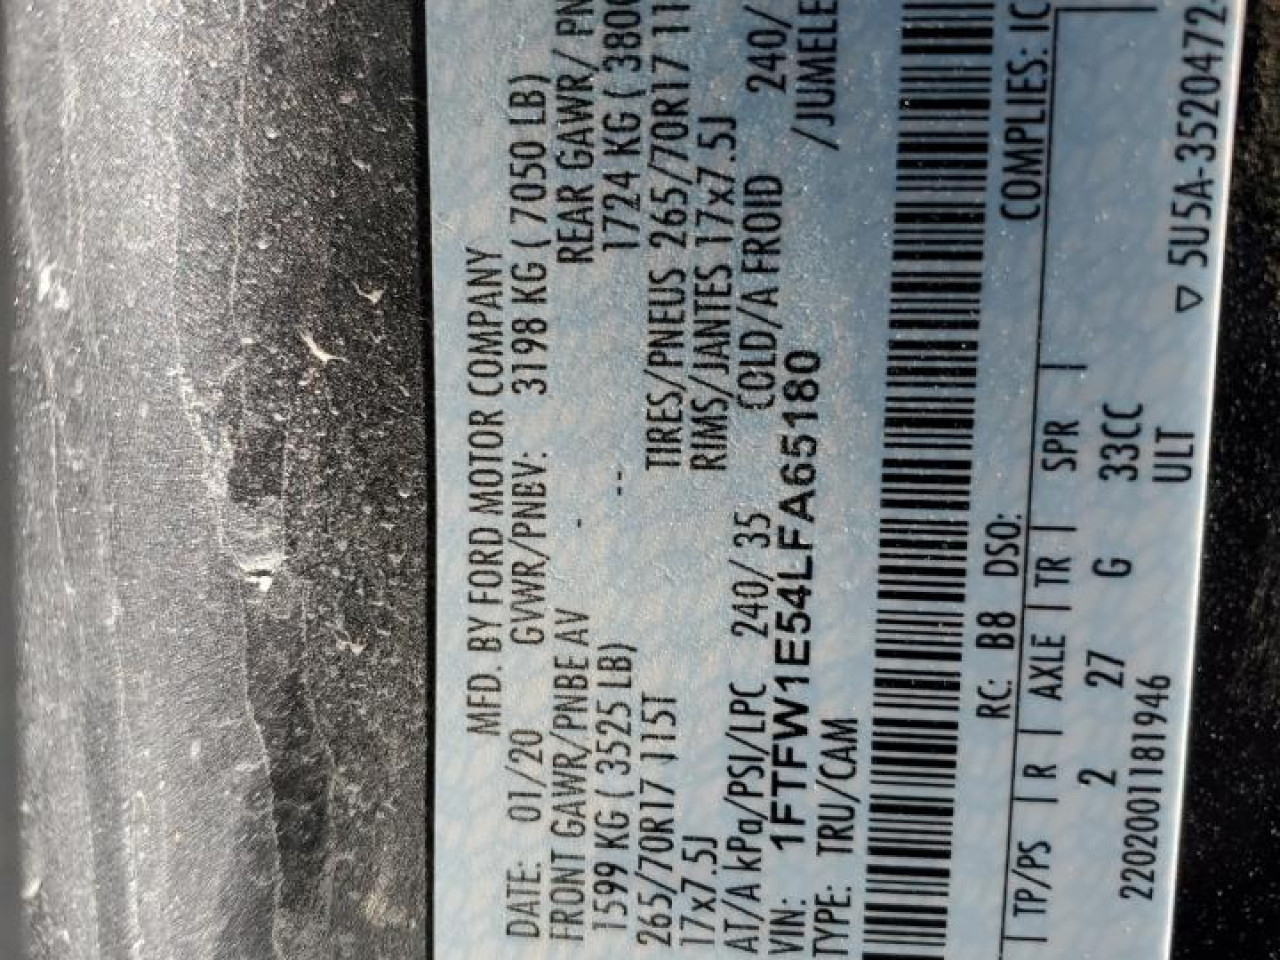 MFD. BY FORD MOTOR COMPANY
DATE: 01/20 GVWR/PNBV: 3198 KG ( 7050 LB)
FRONT GAWR/PNBE AV - REAR GAWR/
1599 KG ( 3525 LB) -- 1724 KG (
265/70R17 115T TIRES/PNEUS 265/70R17
17x7.5J RIMS/JANTES 17x7.5J
AT/A kPa/PSI/LPC 240/ 35 COLD/A FROID 240/
VIN: 1FTFW1E54LFA65180
TYPE: TRU/CAM
RC: B8 DSO: COMPLIES:
TP/PS | R | AXLE | TR | SPR |
2 27 G 33CC
2202001181946 ULT ▽ 5U5A-3520472-